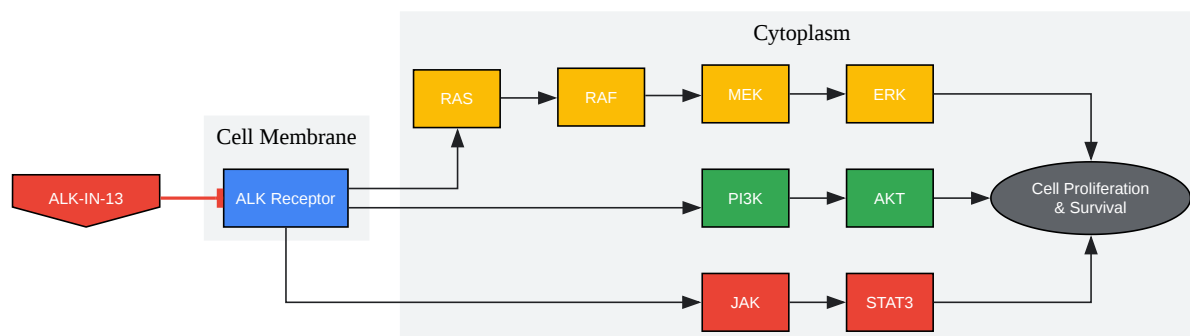 Cytoplasm
RAS
RAF
MEK
ERK
Cell Membrane
ALK-IN-13
ALK Receptor
PI3K
AKT
Cell Proliferation
& Survival
JAK
STAT3